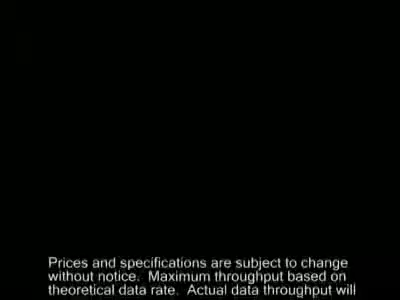 Prices and specifications are subject to change
without notice.  Maximum throughput based on
theoretical data rate.  Actual data throughput will